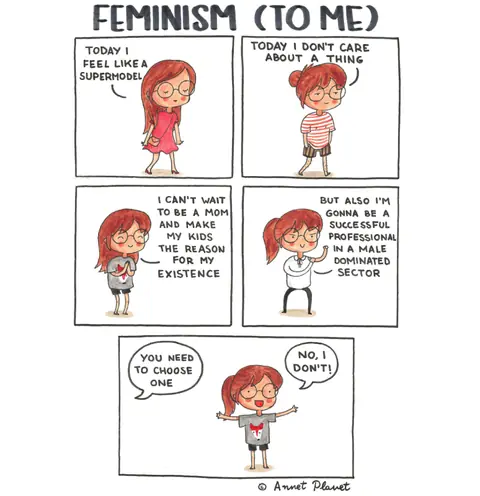 FEMINISM (TO ME)
TODAY I
FEEL LIKE A
SUPERMODEL
TODAY I DON'T CARE
ABOUT A THING
I CAN'T WAIT
TO BE A MOM
AND MAKE
MY KIDS
THE REASON
FOR MY
EXISTENCE
BUT ALSO I'M
GONNA BE A
SUCCESSFUL
PROFESSIONAL
IN A MALE
DOMINATED
SECTOR
YOU NEED
TO CHOOSE
ONE
NO, I
DON'T!
© Annet Planet